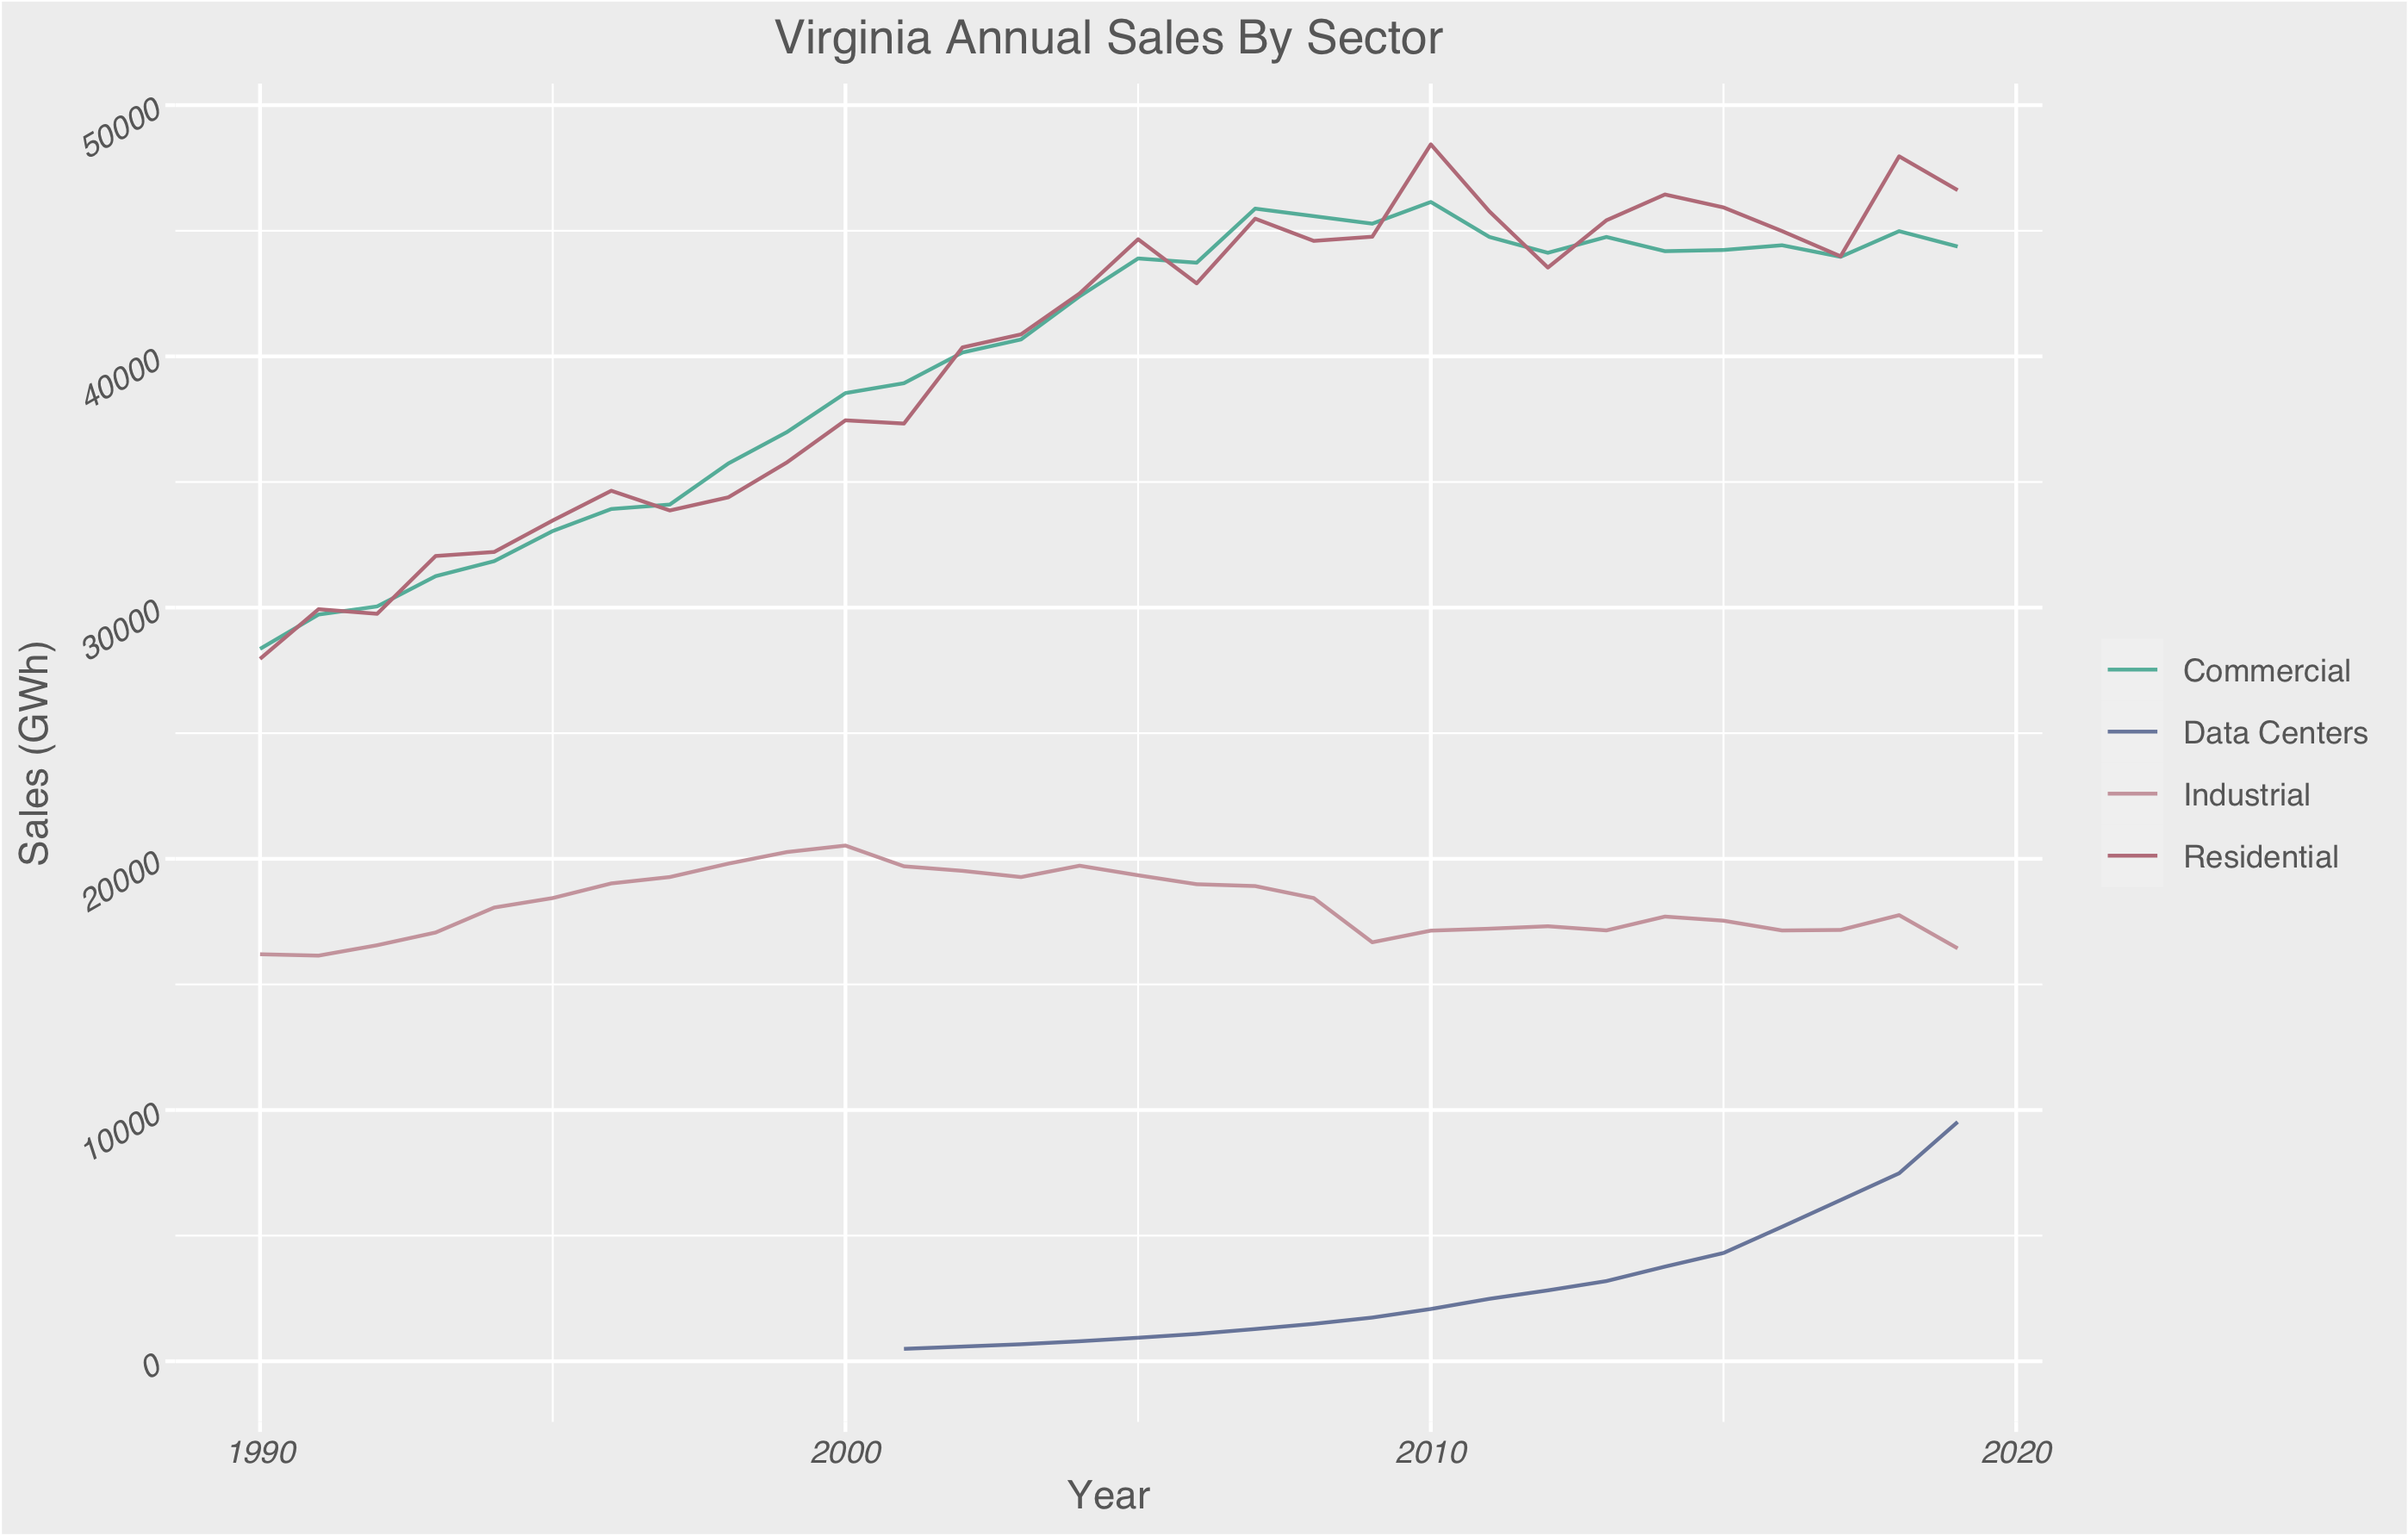 Virginia Annual Sales By Sector
Sales (GWh)
50000
40000
30000
20000
10000
0
1990
2000
2010
2020
Year
Commercial
Data Centers
Industrial
Residential